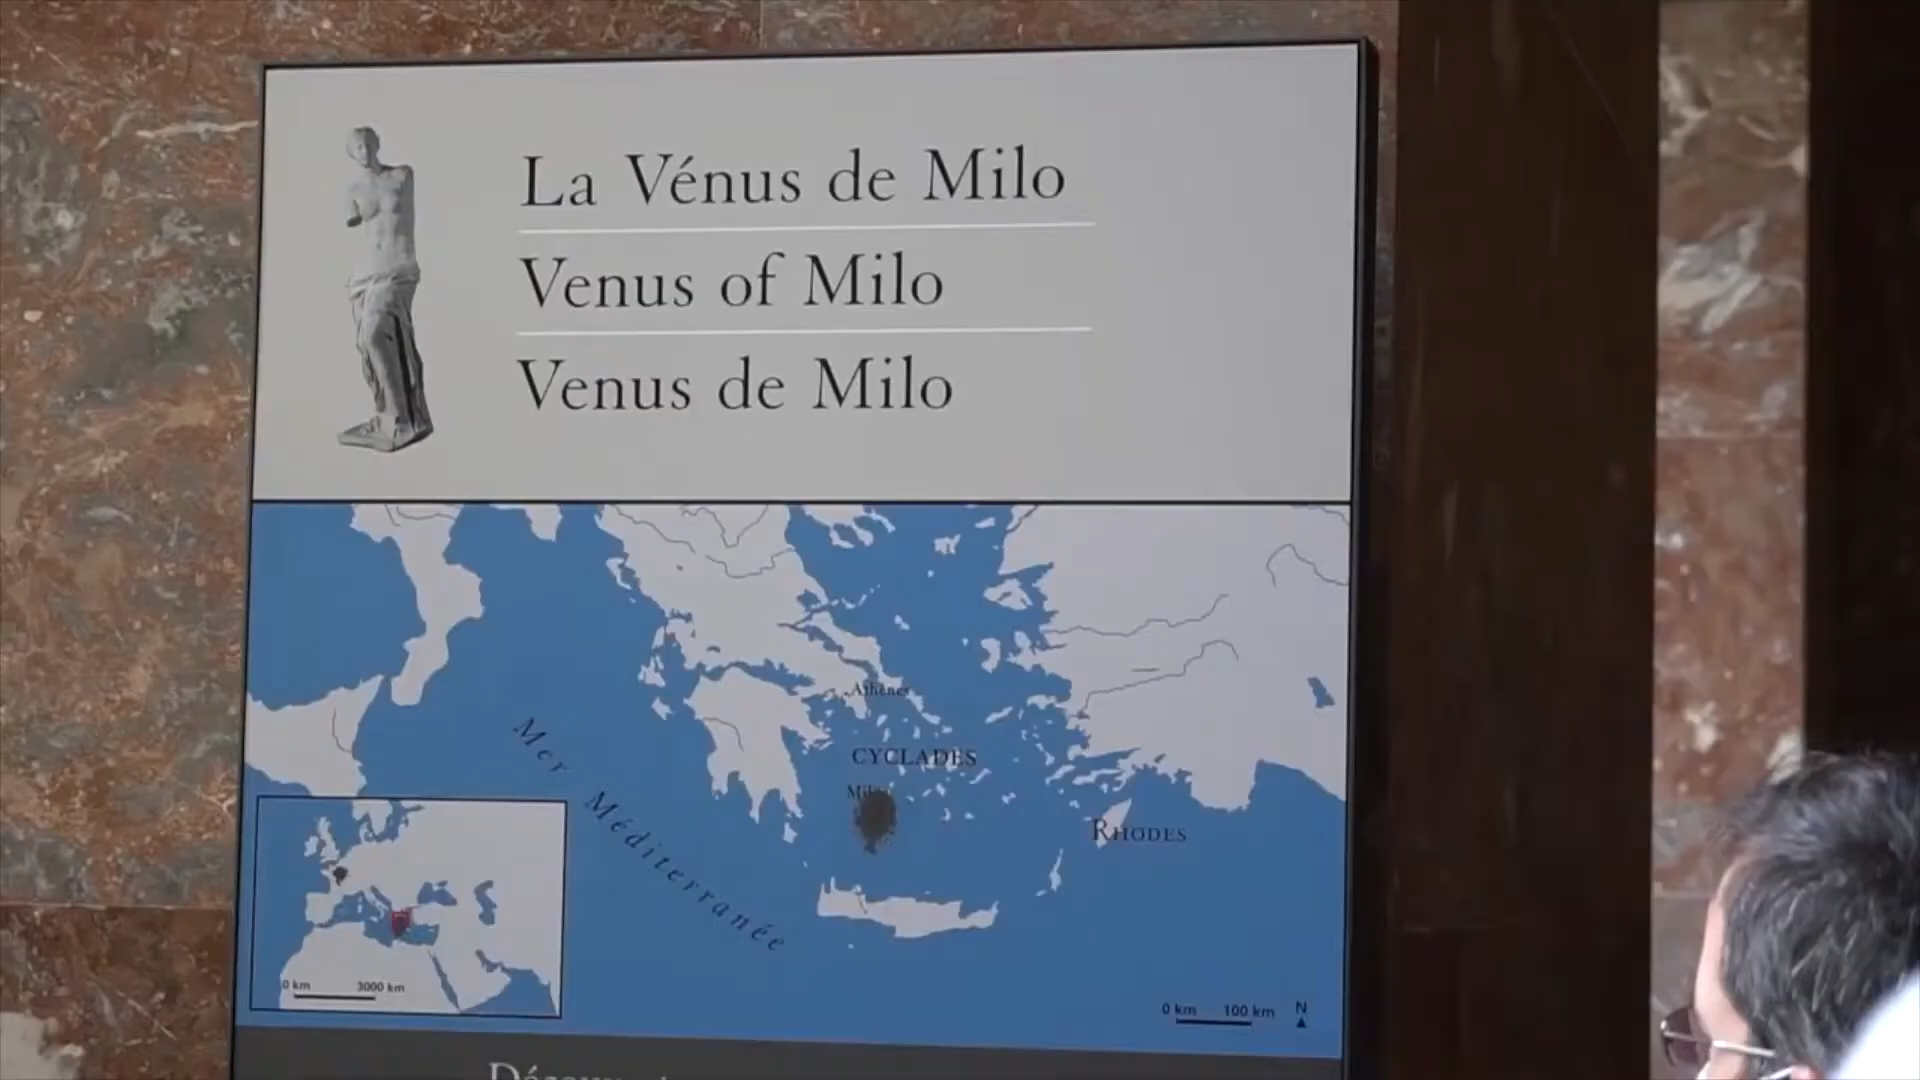 La Vénus de Milo
Venus of Milo
Venus de Milo
Athènes
CYCLADES
RHODES
Mer Méditerranée
0 km 3000 km
0 km 100 km N